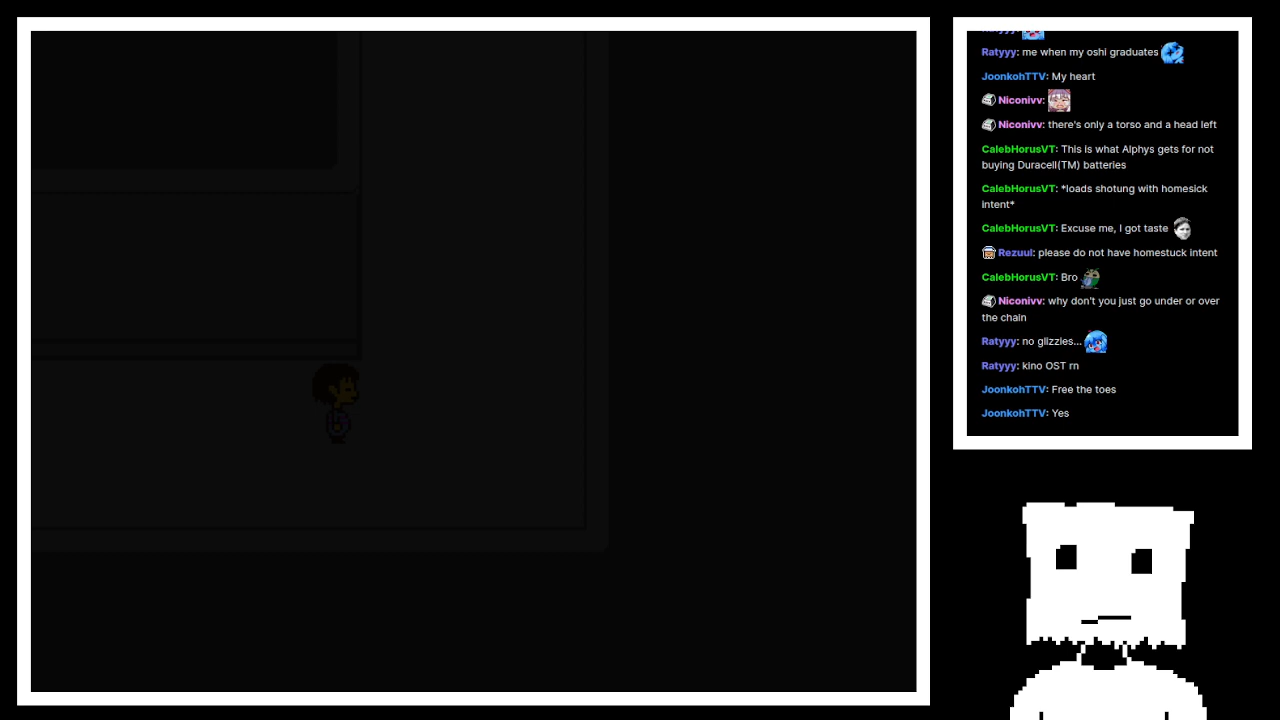 Ratyyy: me when my oshi graduates
JoonkohTTV: My heart
Niconivv:
Niconivv: there's only a torso and a head left
CalebHorusVT: This is what Alphys gets for not
buying Duracell(TM) batteries
CalebHorusVT: *loads shotung with homesick
intent*
CalebHorusVT: Excuse me, I got taste
Rezuul: please do not have homestuck intent
CalebHorusVT: Bro
Niconivv: why don't you just go under or over
the chain
Ratyyy: no glizzies...
Ratyyy: kino OST rn
JoonkohTTV: Free the toes
JoonkohTTV: Yes